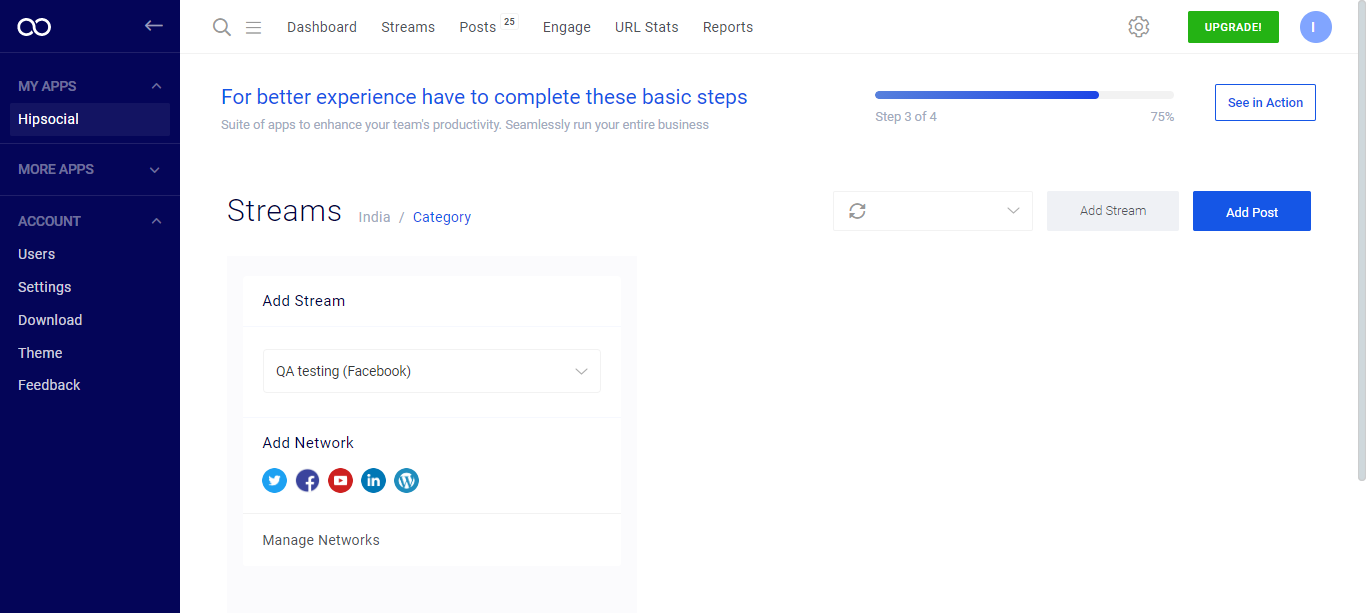 MY APPS
Hipsocial
MORE APPS
ACCOUNT
Users
Settings
Download
Theme
Feedback
Dashboard Streams Posts 25 Engage URL Stats Reports
UPGRADE! I
For better experience have to complete these basic steps
Suite of apps to enhance your team's productivity. Seamlessly run your entire business
Step 3 of 4 75%
See in Action
Streams India / Category
Add Stream Add Post
Add Stream
QA testing (Facebook)
Add Network
in
Manage Networks